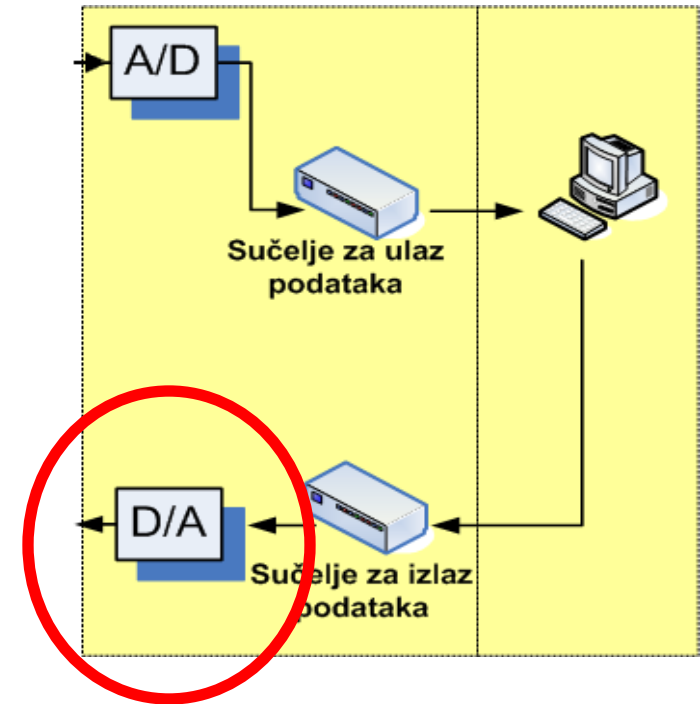 A/D
Sučelje za ulaz
podataka
D/A
Sučelje za izlaz
podataka